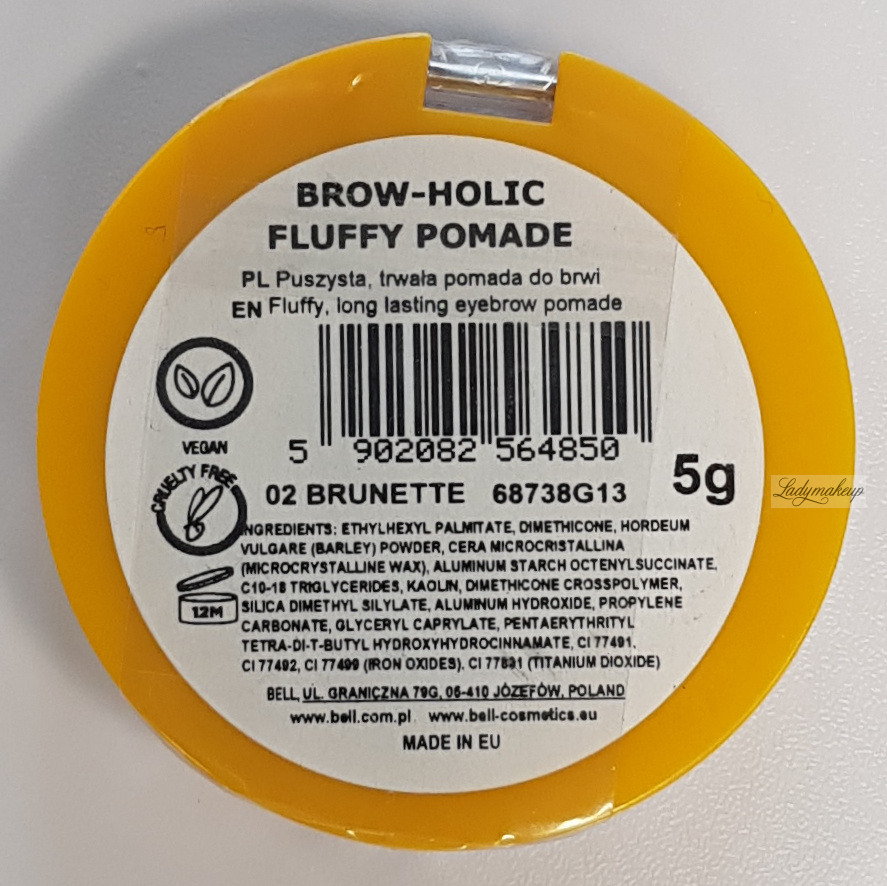 BROW-HOLIC
FLUFFY POMADE
PL Puszysta, trwała pomada do brwi
EN Fluffy, long lasting eyebrow pomade
5 902082 564850
VEGAN
5g
CRUELTY FREE
02 BRUNETTE 68738G13
Ladymakeup
INGREDIENTS: ETHYLHEXYL PALMITATE, DIMETHICONE, HORDEUM
VULGARE (BARLEY) POWDER, CERA MICROCRISTALLINA
(MICROCRYSTALLINE WAX), ALUMINUM STARCH OCTENYLSUCCINATE,
C10-18 TRIGLYCERIDES, KAOLIN, DIMETHICONE CROSSPOLYMER,
12M
SILICA DIMETHYL SILYLATE, ALUMINUM HYDROXIDE, PROPYLENE
CARBONATE, GLYCERYL CAPRYLATE, PENTAERYTHRITYL
TETRA-DI-T-BUTYL HYDROXYHYDROCINNAMATE, CI 77491,
CI 77492, CI 77499 (IRON OXIDES), CI 77891 (TITANIUM DIOXIDE)
BELL, UL. GRANICZNA 79G, 05-410 JÓZEFÓW, POLAND
www.bell.com.pl www.bell-cosmetics.eu
MADE IN EU